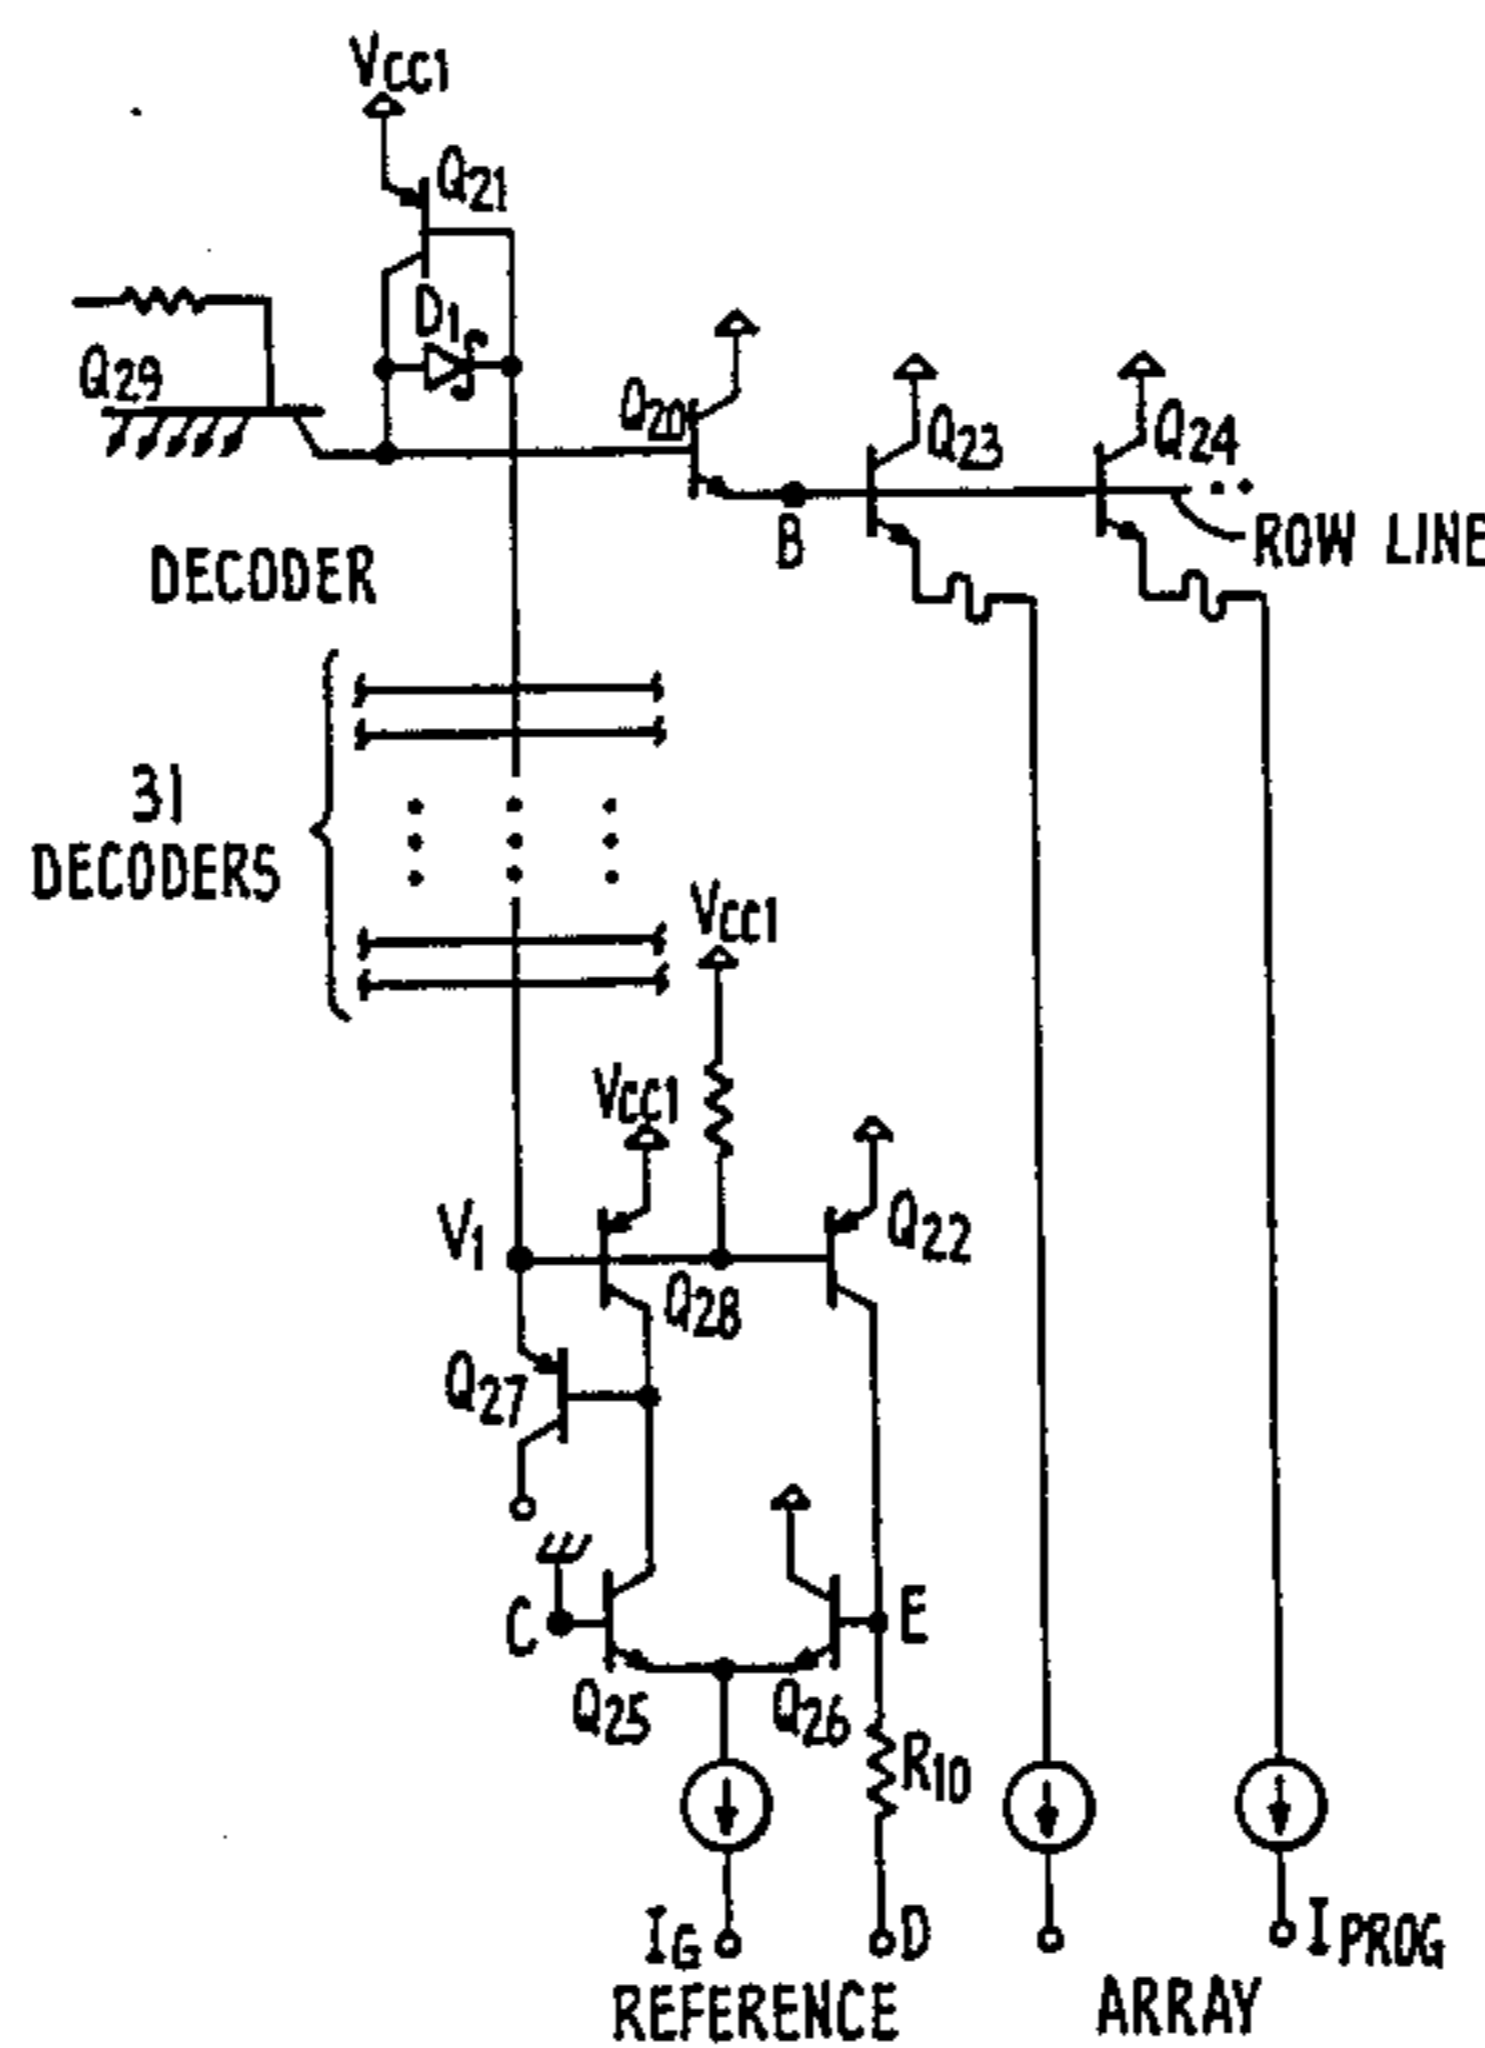 VCC1
Q21
D1
Q29
Q20
Q23
Q24
B
ROW LINE
DECODER
31
DECODERS
VCC1
VCC1
V1
Q22
Q28
Q27
C
E
Q25
Q26
R10
IG
D
IPROG
REFERENCE
ARRAY